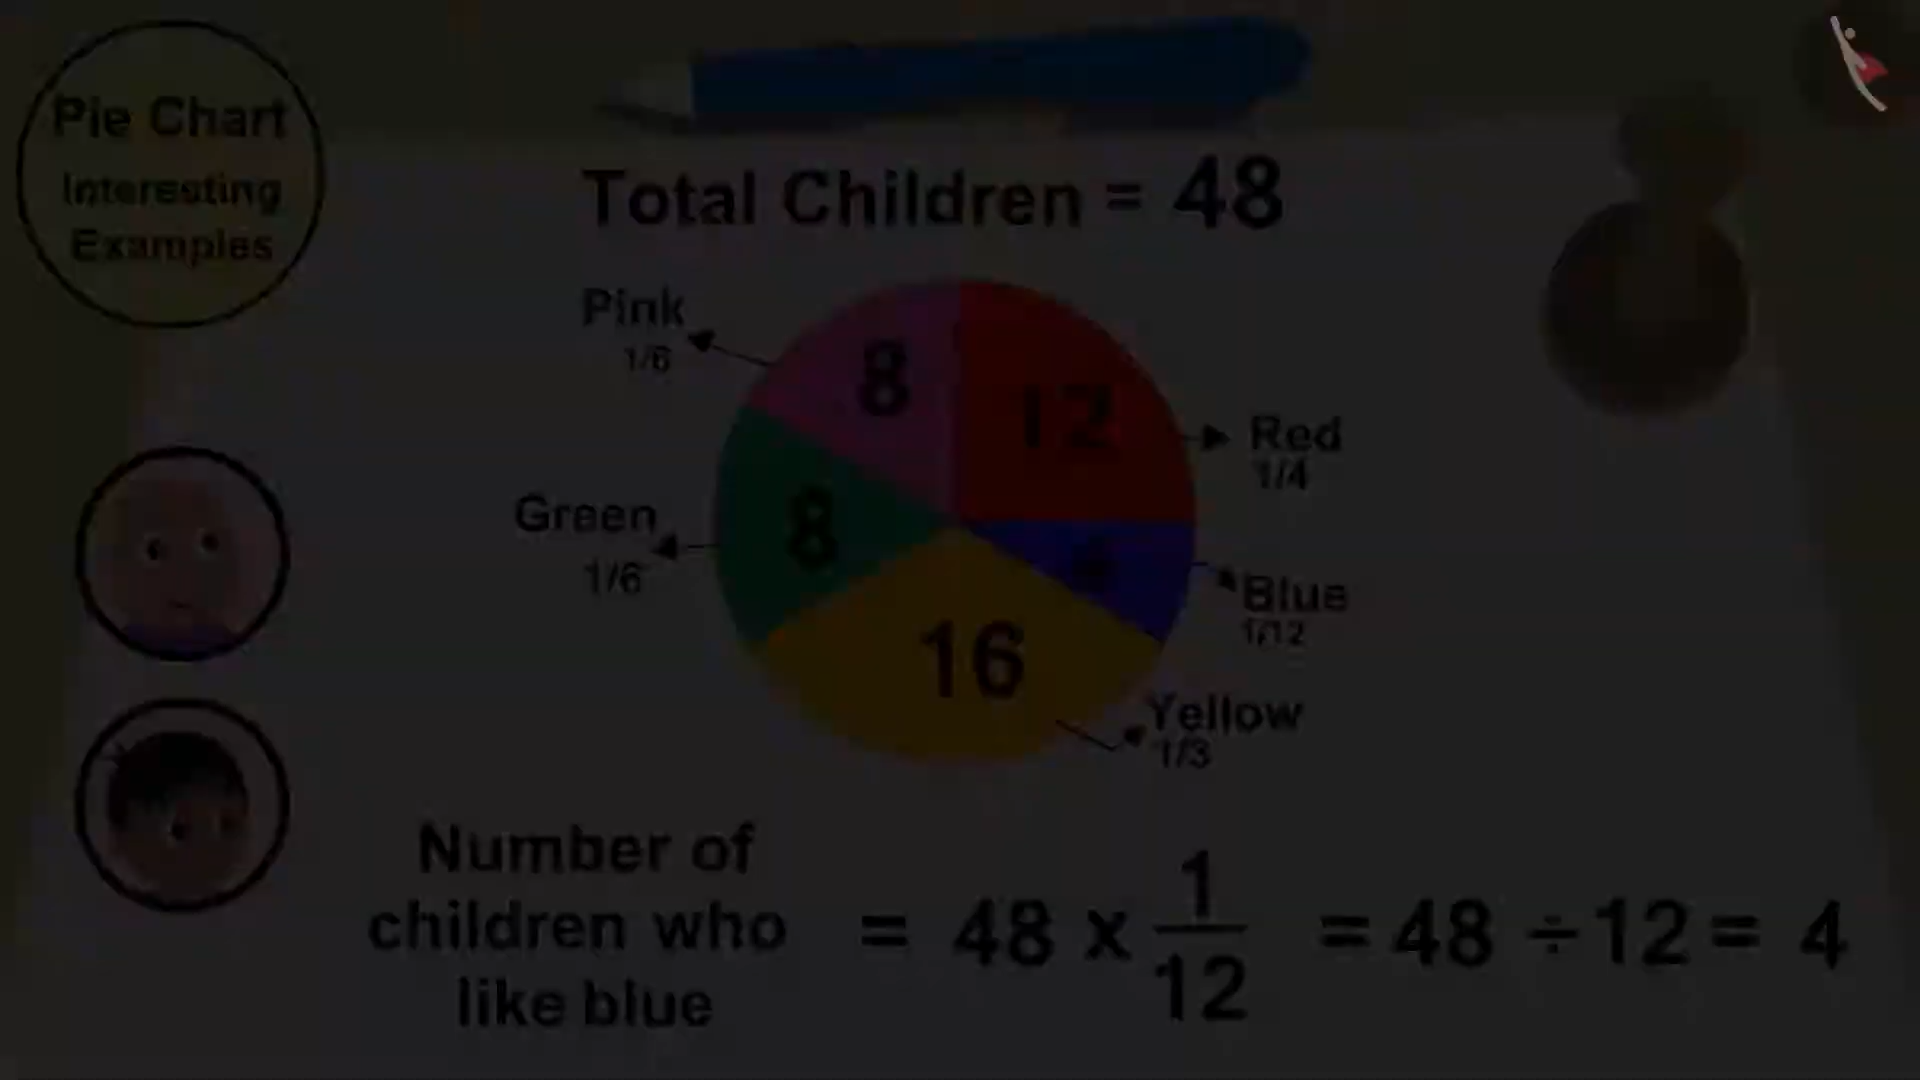 Pie Chart
Interesting
Examples
Total Children = 48
Pink
1/6
8
12
Red
1/4
Green
1/6
8
4
Blue
1/12
16
Yellow
1/3
Number of
children who
like blue
= 48 x 1/12 = 48 ÷ 12 = 4